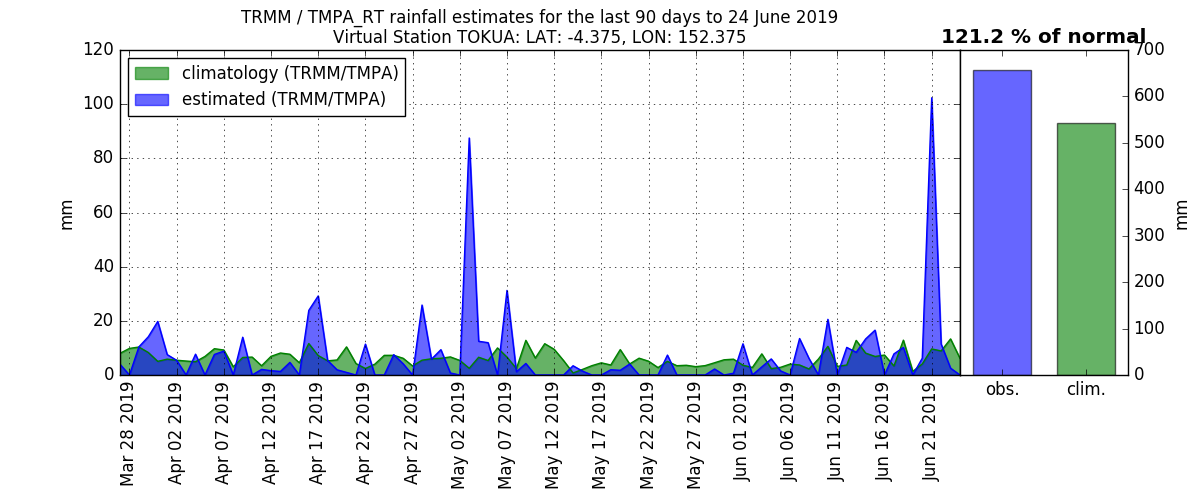 TRMM / TMPA_RT rainfall estimates for the last 90 days to 24 June 2019
Virtual Station TOKUA: LAT: -4.375, LON: 152.375
121.2 % of normal
climatology (TRMM/TMPA)
estimated (TRMM/TMPA)
mm
120
100
80
60
40
20
0
Mar 28 2019
Apr 02 2019
Apr 07 2019
Apr 12 2019
Apr 17 2019
Apr 22 2019
Apr 27 2019
May 02 2019
May 07 2019
May 12 2019
May 17 2019
May 22 2019
May 27 2019
Jun 01 2019
Jun 06 2019
Jun 11 2019
Jun 16 2019
Jun 21 2019
obs.
clim.
700
600
500
400
300
200
100
0
mm